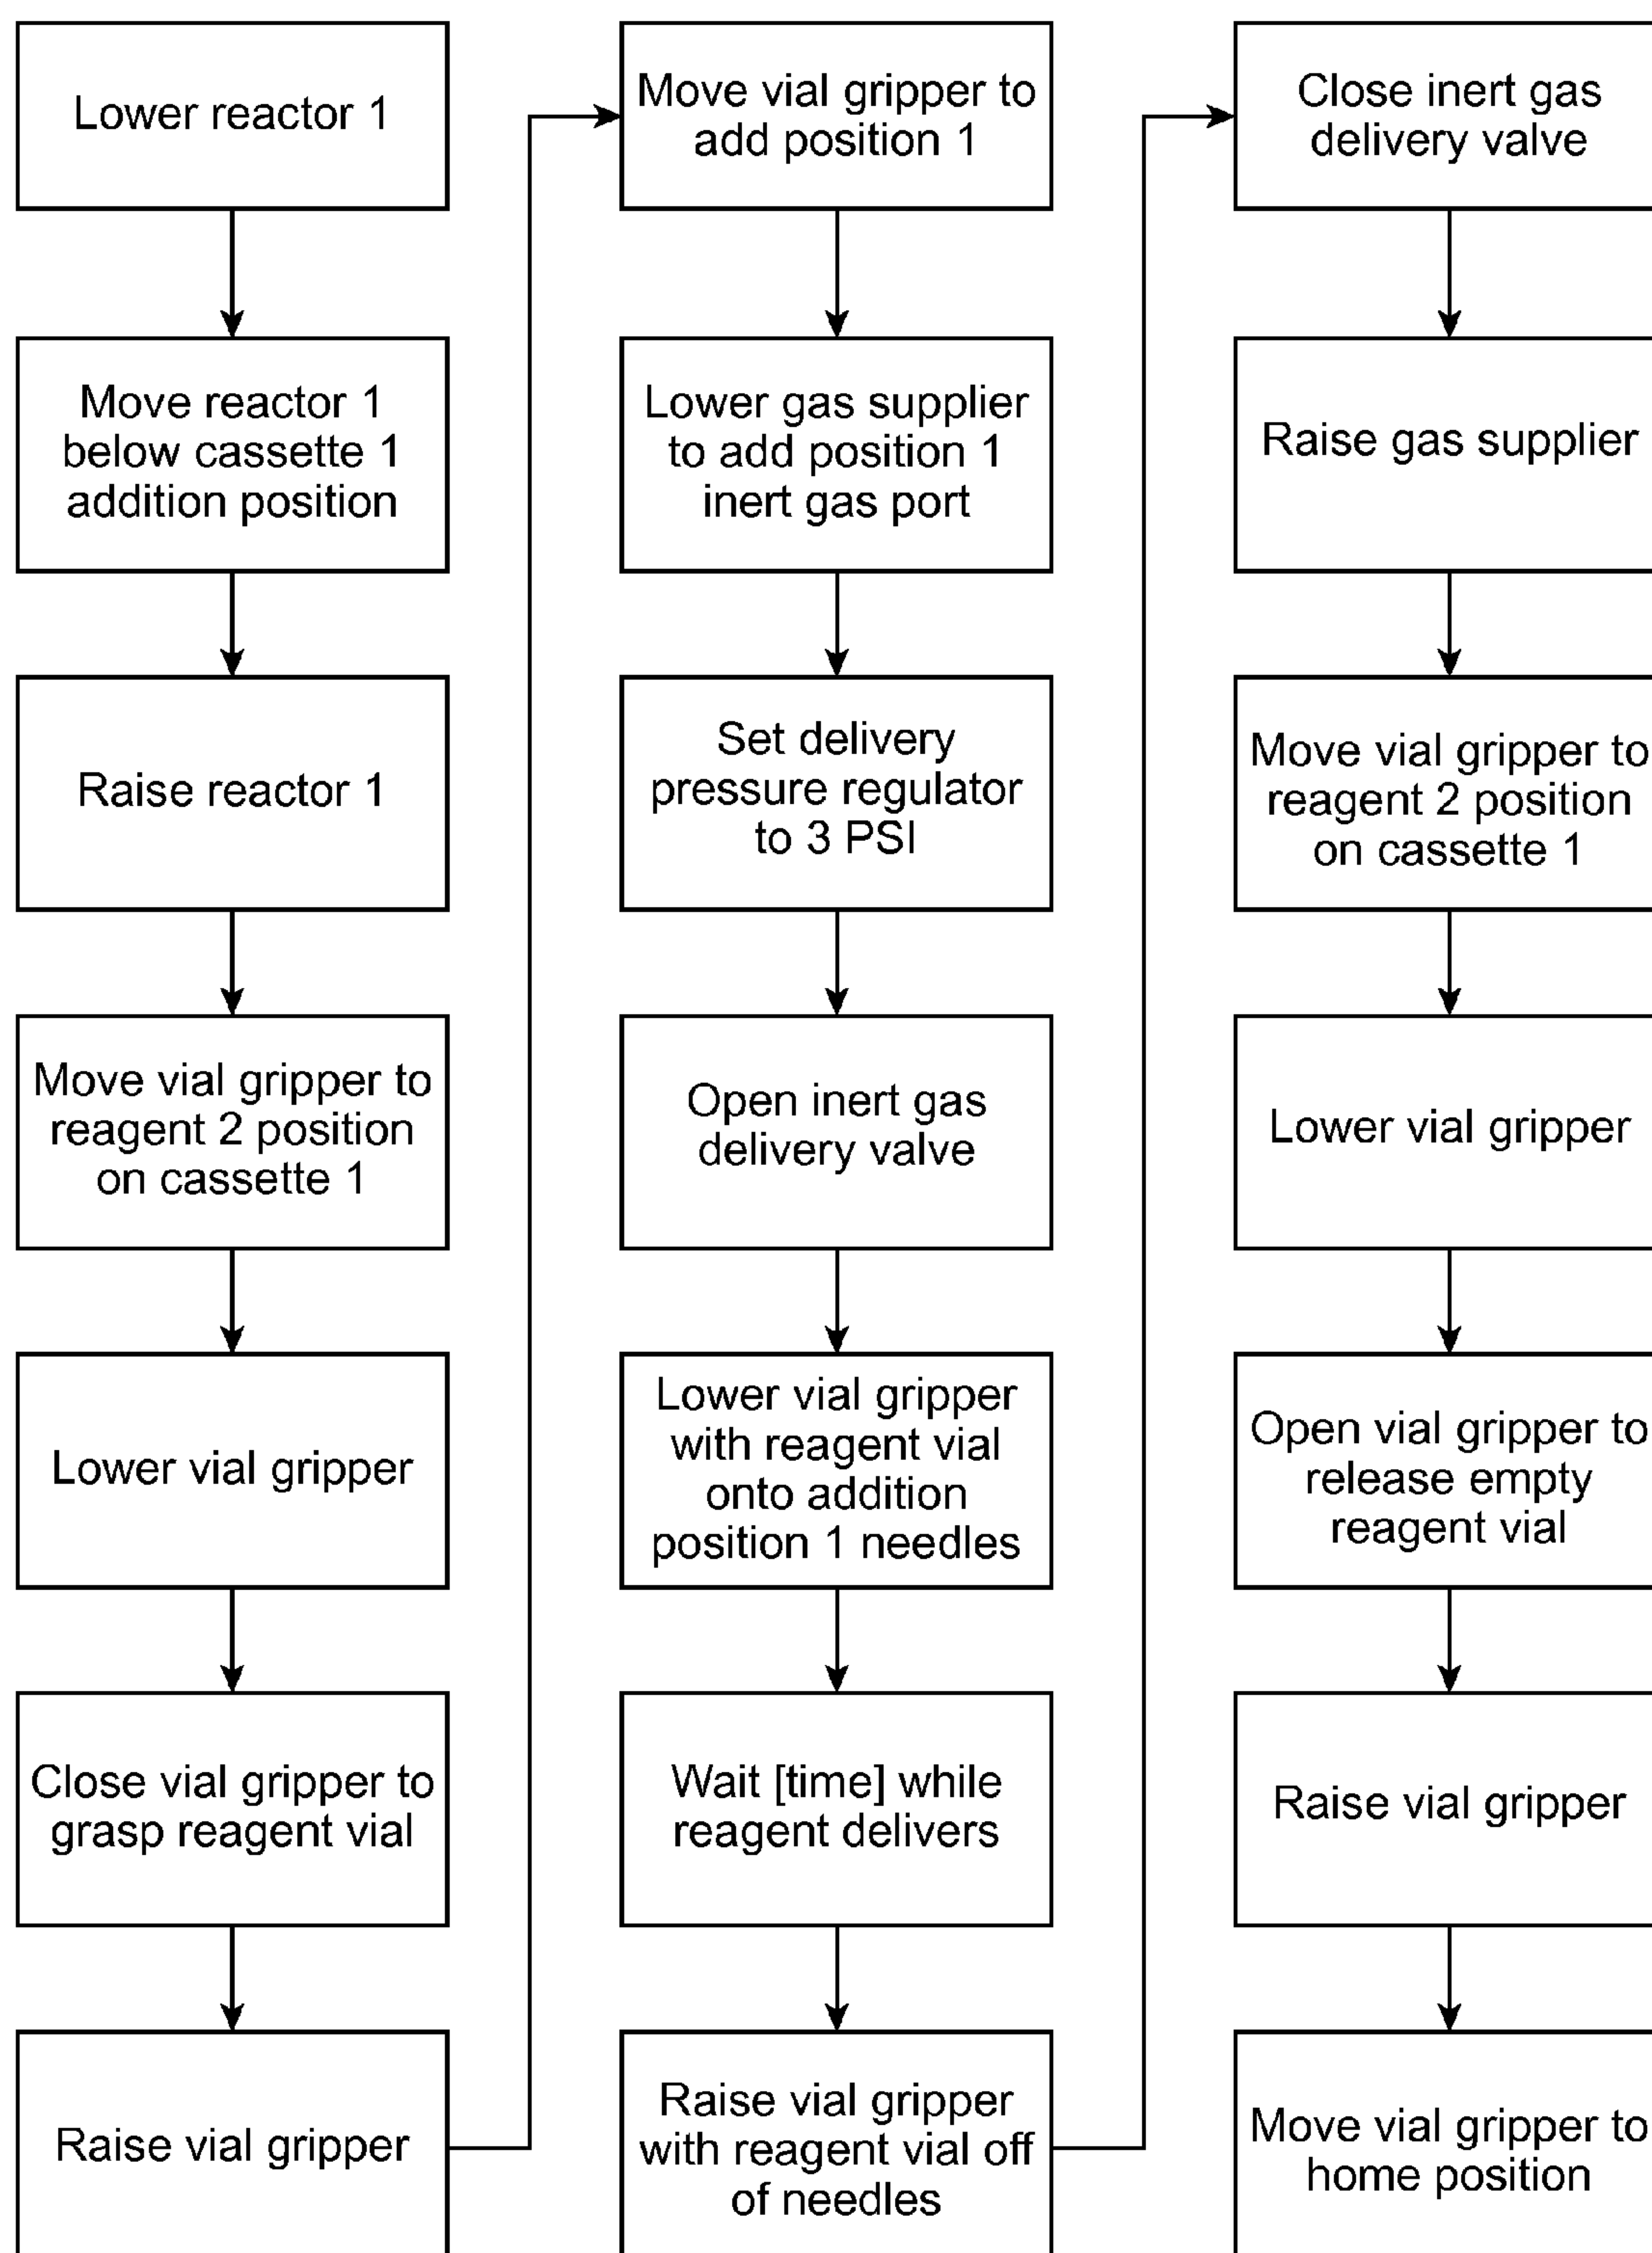 Lower reactor 1
Move reactor 1
below cassette 1
addition position
Raise reactor 1
Move vial gripper to
reagent 2 position
on cassette 1
Lower vial gripper
Close vial gripper to
grasp reagent vial
Raise vial gripper
Move vial gripper to
add position 1
Lower gas supplier
to add position 1
inert gas port
Set delivery
pressure regulator
to 3 PSI
Open inert gas
delivery valve
Lower vial gripper
with reagent vial
onto addition
position 1 needles
Wait [time] while
reagent delivers
Raise vial gripper
with reagent vial off
of needles
Close inert gas
delivery valve
Raise gas supplier
Move vial gripper to
reagent 2 position
on cassette 1
Lower vial gripper
Open vial gripper to
release empty
reagent vial
Raise vial gripper
Move vial gripper to
home position